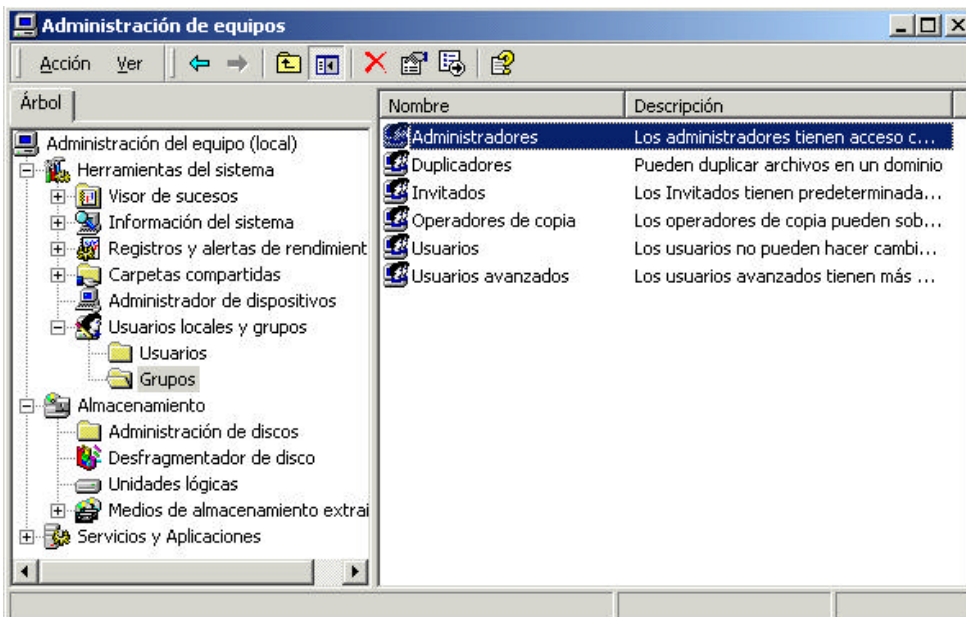 Administración de equipos
Acción Ver
Árbol
Administración del equipo (local)
Herramientas del sistema
Visor de sucesos
Información del sistema
Registros y alertas de rendimient
Carpetas compartidas
Administrador de dispositivos
Usuarios locales y grupos
Usuarios
Grupos
Almacenamiento
Administración de discos
Desfragmentador de disco
Unidades lógicas
Medios de almacenamiento extrai
Servicios y Aplicaciones
Nombre Descripción
Administradores Los administradores tienen acceso c...
Duplicadores Pueden duplicar archivos en un dominio
Invitados Los Invitados tienen predeterminada...
Operadores de copia Los operadores de copia pueden sob...
Usuarios Los usuarios no pueden hacer cambi...
Usuarios avanzados Los usuarios avanzados tienen más ...